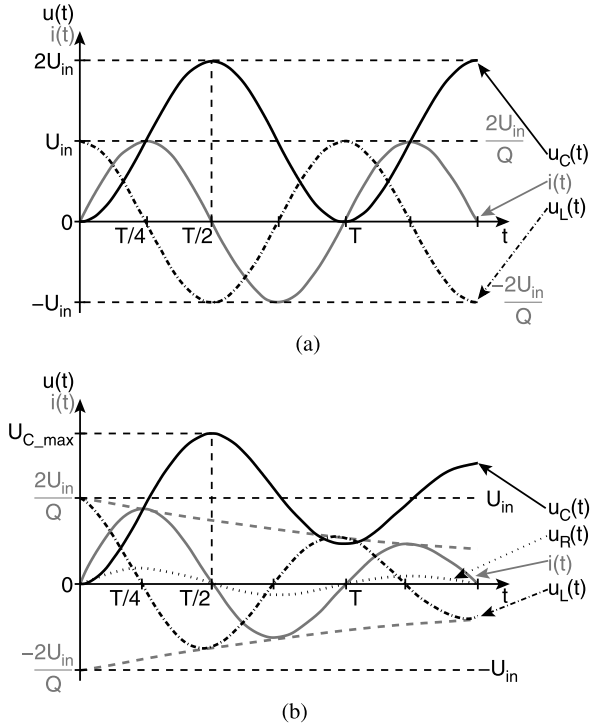 u(t)
i(t)
2U_in
U_in
2U_in
Q
u_C(t)
i(t)
u_L(t)
0
T/4
T/2
T
t
-U_in
-2U_in
Q
(a)
u(t)
i(t)
U_C_max
2U_in
Q
U_in
u_C(t)
u_R(t)
i(t)
u_L(t)
0
T/4
T/2
T
t
-2U_in
Q
-U_in
(b)